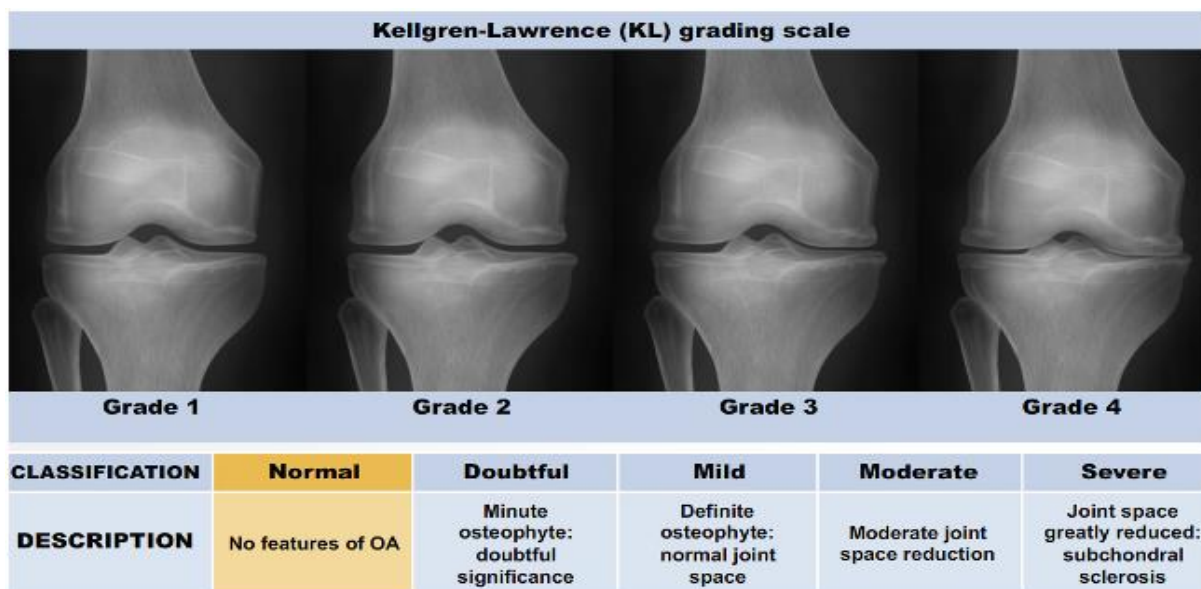 Kellgren-Lawrence (KL) grading scale
Grade 1 Grade 2 Grade 3 Grade 4
CLASSIFICATION Normal Doubtful Mild Moderate Severe
DESCRIPTION
No features of OA
Minute
osteophyte:
doubtful
significance
Definite
osteophyte:
normal joint
space
Moderate joint
space reduction
Joint space
greatly reduced:
subchondral
sclerosis